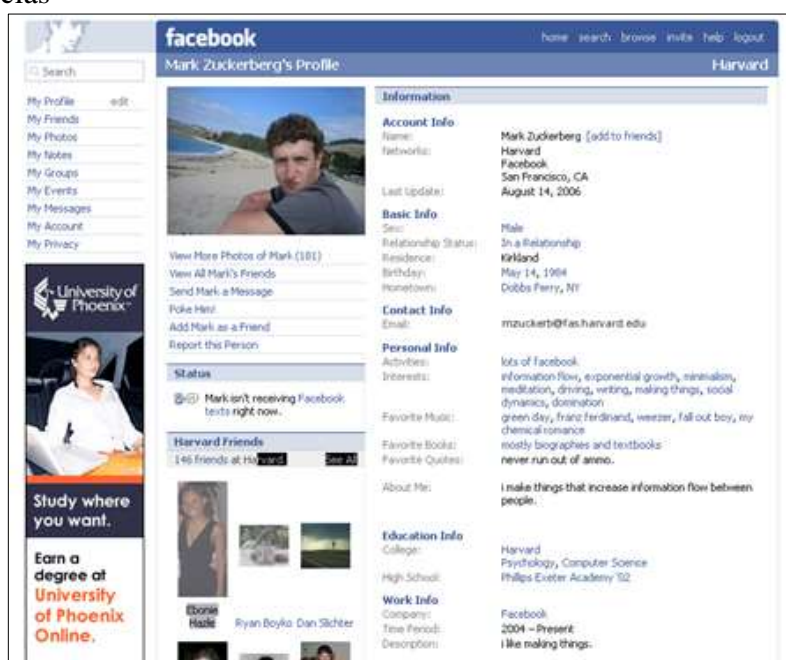 facebook
home search browse invite help logout
Search
Mark Zuckerberg's Profile
Harvard
My Profile edit
My Friends
My Photos
My Notes
My Groups
My Events
My Messages
My Account
My Privacy
University of
Phoenix
Study where
you want.
Earn a
degree at
University
of Phoenix
Online.
View More Photos of Mark (181)
View All Mark's Friends
Send Mark a Message
Poke Him!
Add Mark as a Friend
Report this Person
Status
Mark isn't receiving Facebook
texts right now.
Harvard Friends
146 friends at Harvard. See All
Ebonie
Hazle
Ryan Boyko Dan Slichter
Information
Account Info
Name: Mark Zuckerberg [add to friends]
Networks: Harvard
Facebook
San Francisco, CA
Last Update: August 14, 2006
Basic Info
Sex: Male
Relationship Status: In a Relationship
Residence: Kirkland
Birthday: May 14, 1984
Hometown: Dobbs Ferry, NY
Contact Info
Email: mzuckerb@fas.harvard.edu
Personal Info
Activities: lots of facebook
Interests: information flow, exponential growth, minimalism,
meditation, driving, writing, making things, social
dynamics, domination
Favorite Music: green day, franz ferdinand, weezer, fall out boy, my
chemical romance
Favorite Books: mostly biographies and textbooks
Favorite Quotes: never run out of ammo.
About Me: i make things that increase information flow between
people.
Education Info
College: Harvard
Psychology, Computer Science
High School: Phillips Exeter Academy '02
Work Info
Company: Facebook
Time Period: 2004 – Present
Description: i like making things.